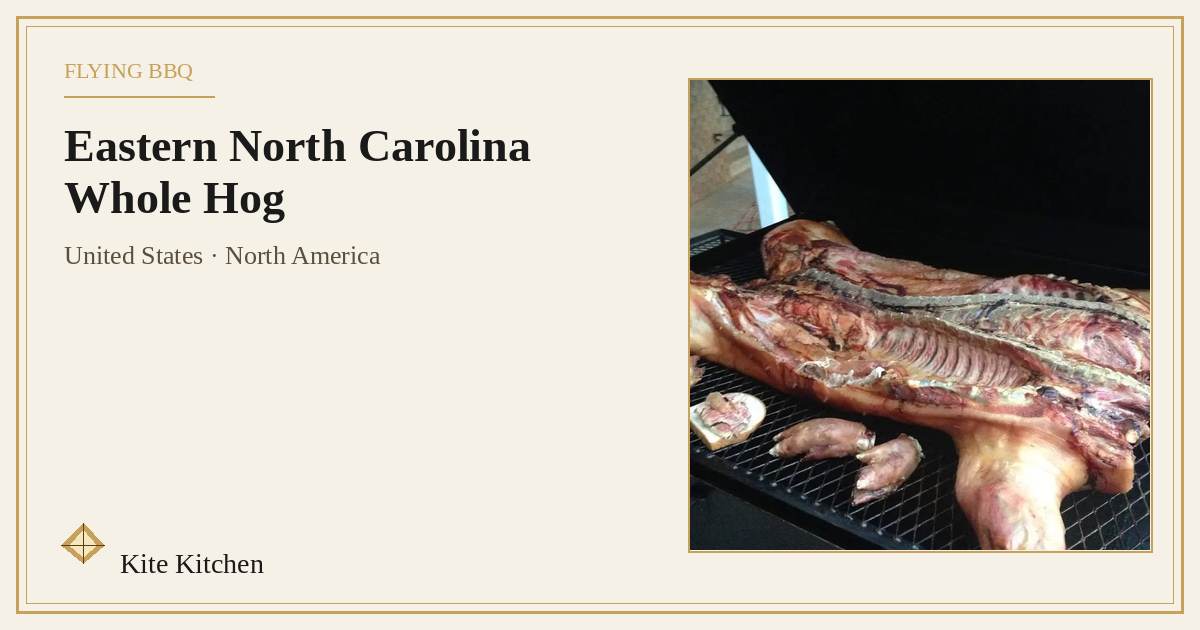 FLYING BBQ
Eastern North Carolina
Whole Hog
United States · North America
Kite Kitchen